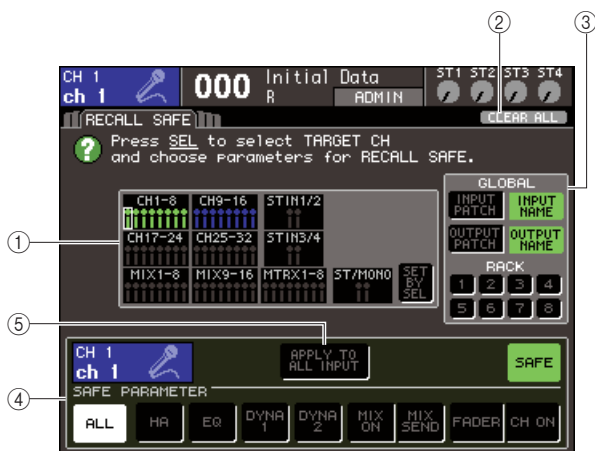 ② ③
CH 1
ch 1
000
Initial Data
R
ADMIN
ST1 ST2 ST3 ST4
RECALL SAFE
CLEAR ALL
Press SEL to select TARGET CH
and choose parameters for RECALL SAFE.
GLOBAL
INPUT PATCH
INPUT NAME
OUTPUT PATCH
OUTPUT NAME
RACK
1 2 3 4
5 6 7 8
①
CH1-8 CH9-16 STIN1/2
CH17-24 CH25-32 STIN3/4
MIX1-8 MIX9-16 MTRX1-8 ST/MONO
SET BY SEL
⑤
④
CH 1
ch 1
APPLY TO
ALL INPUT
SAFE
SAFE PARAMETER
ALL HA EQ DYNA 1 DYNA 2 MIX ON MIX SEND FADER CH ON